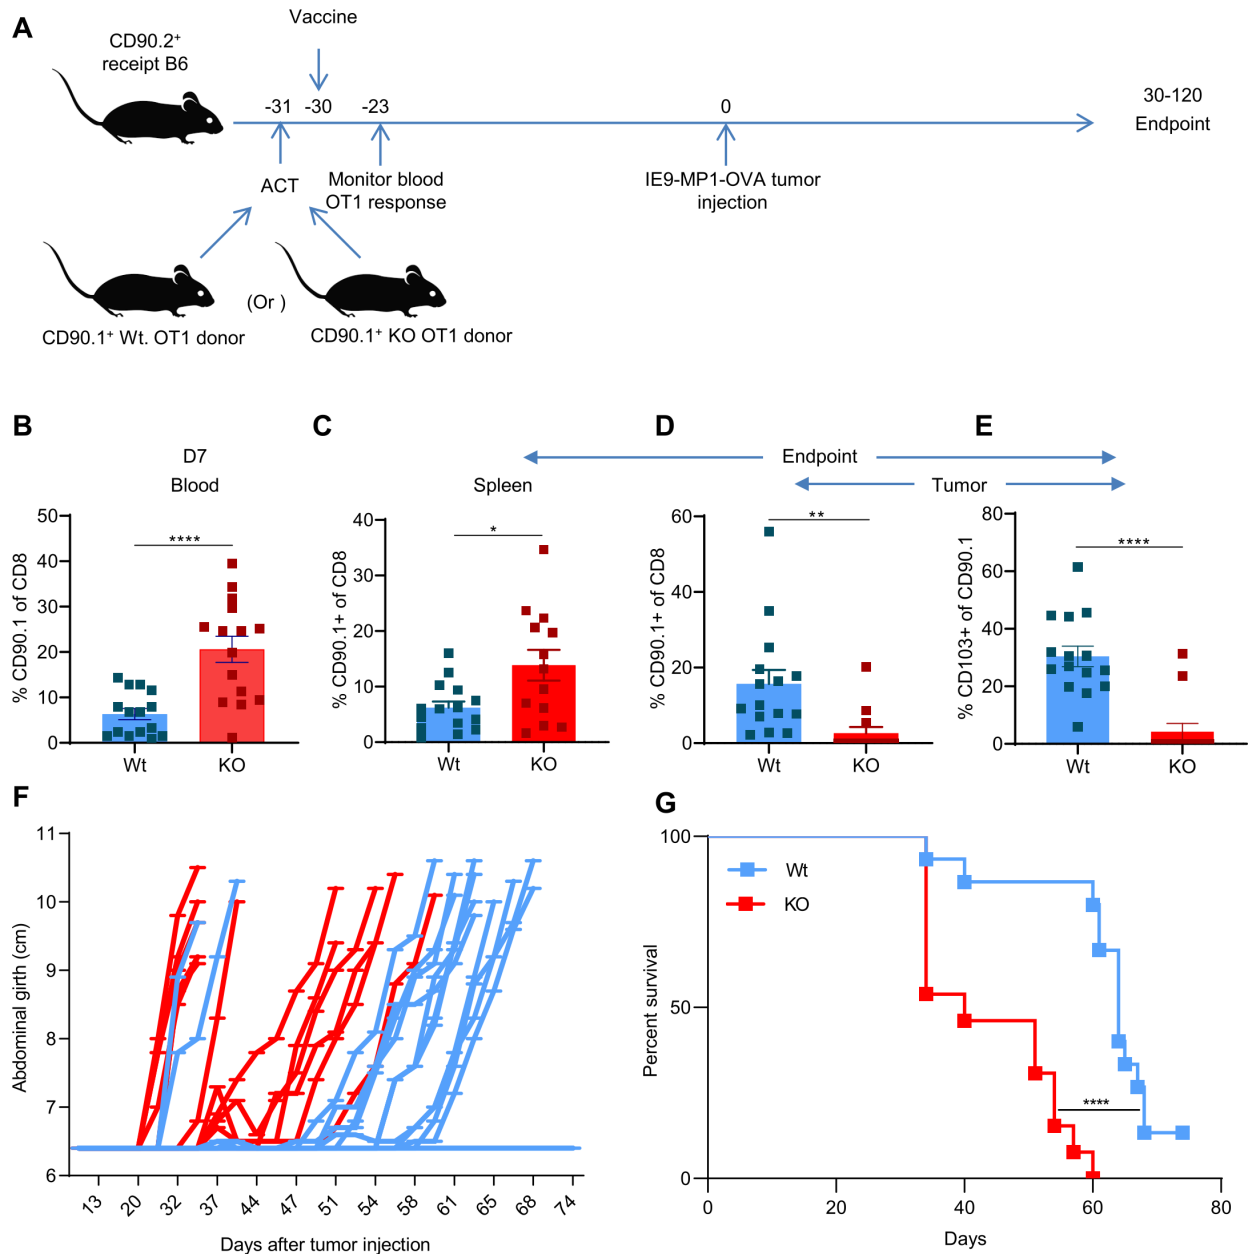 A
Vaccine
CD90.2+
receipt B6
-31
-30
-23
0
30-120
Endpoint
ACT
Monitor blood
OT1 response
IE9-MP1-OVA tumor
injection
(Or )
CD90.1+ Wt. OT1 donor
CD90.1+ KO OT1 donor
B
C
D
E
D7
Blood
Endpoint
Spleen
Tumor
% CD90.1 of CD8
50
40
30
20
10
0
****
Wt
KO
% CD90.1+ of CD8
40
30
20
10
0
*
Wt
KO
% CD90.1+ of CD8
60
40
20
0
**
Wt
KO
% CD103+ of CD90.1
80
60
40
20
0
****
Wt
KO
F
Abdominal girth (cm)
11
10
9
8
7
6
13
20
32
37
44
47
51
54
58
61
65
68
74
Days after tumor injection
G
Percent survival
100
50
0
Wt
KO
****
0
20
40
60
80
Days